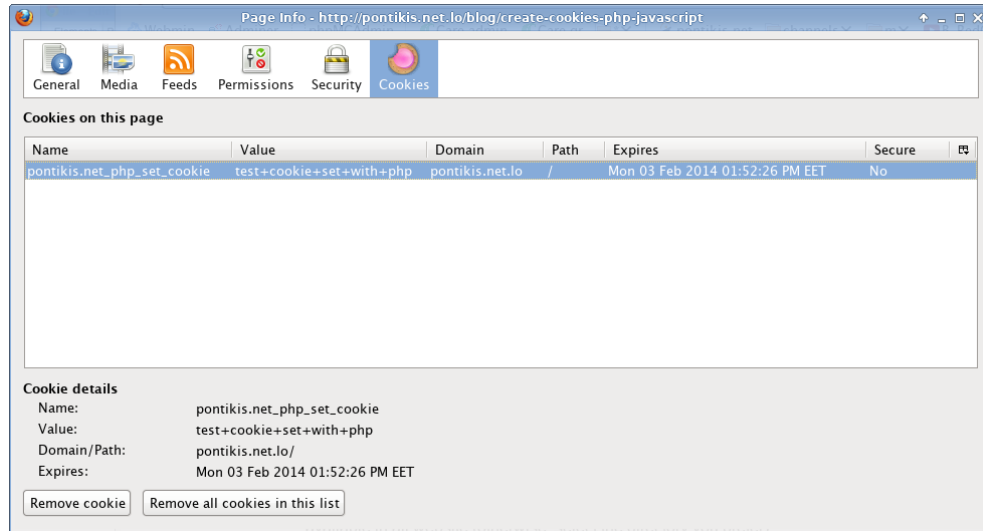 Page Info - http://pontikis.net.lo/blog/create-cookies-php-javascript
General Media Feeds Permissions Security Cookies
Cookies on this page
Name Value Domain Path Expires Secure
pontikis.net_php_set_cookie test+cookie+set+with+php pontikis.net.lo / Mon 03 Feb 2014 01:52:26 PM EET No
Cookie details
Name: pontikis.net_php_set_cookie
Value: test+cookie+set+with+php
Domain/Path: pontikis.net.lo/
Expires: Mon 03 Feb 2014 01:52:26 PM EET
Remove cookie Remove all cookies in this list